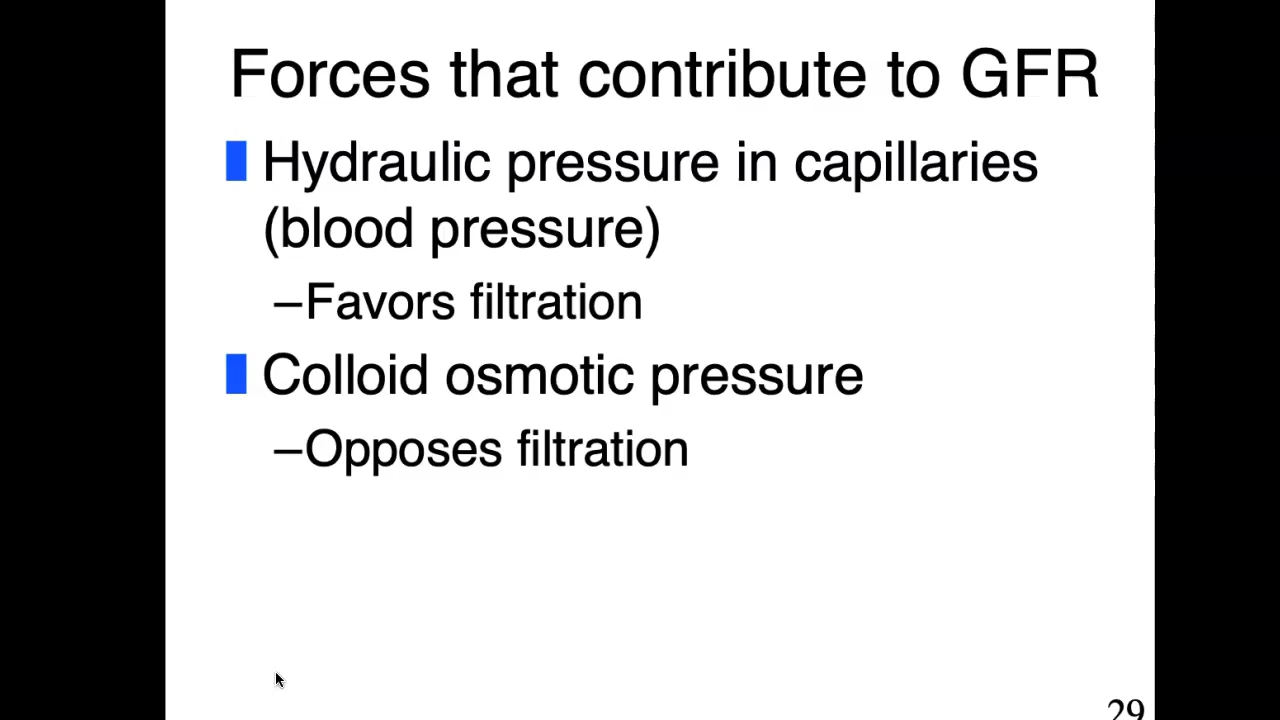 Forces that contribute to GFR
Hydraulic pressure in capillaries
(blood pressure)
–Favors filtration
Colloid osmotic pressure
–Opposes filtration
29